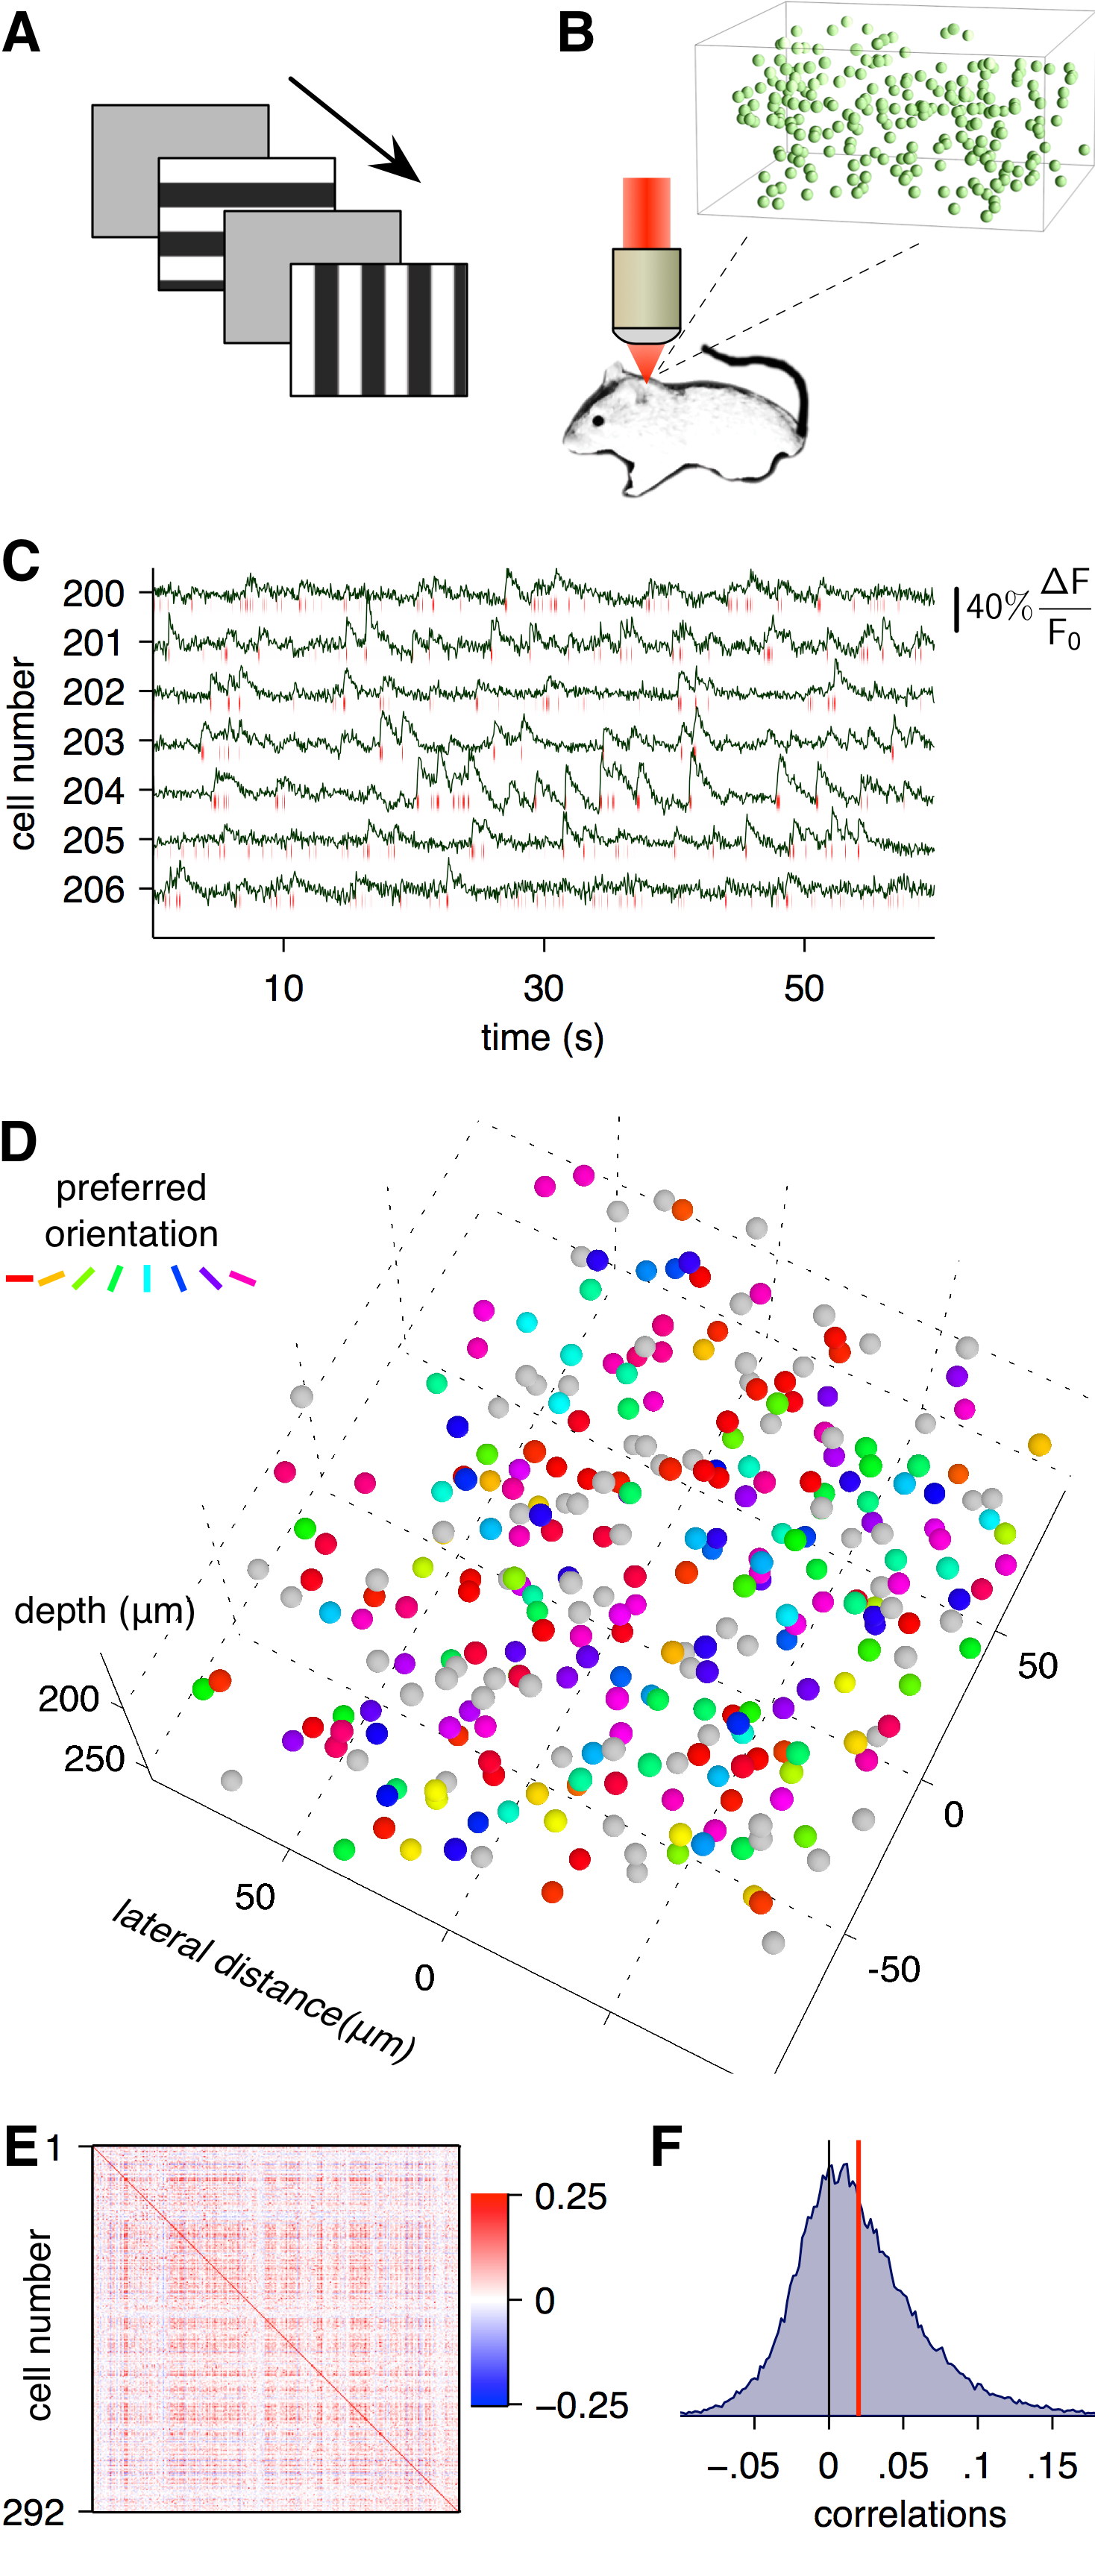 A
B
C
200
201
202
203
204
205
206
cell number
40% ΔF
F0
10 30 50
time (s)
D
preferred
orientation
depth (µm)
200
250
50
0
lateral distance(µm)
50
0
-50
E
1
292
cell number
0.25
0
−0.25
F
−.05 0 .05 .1 .15
correlations